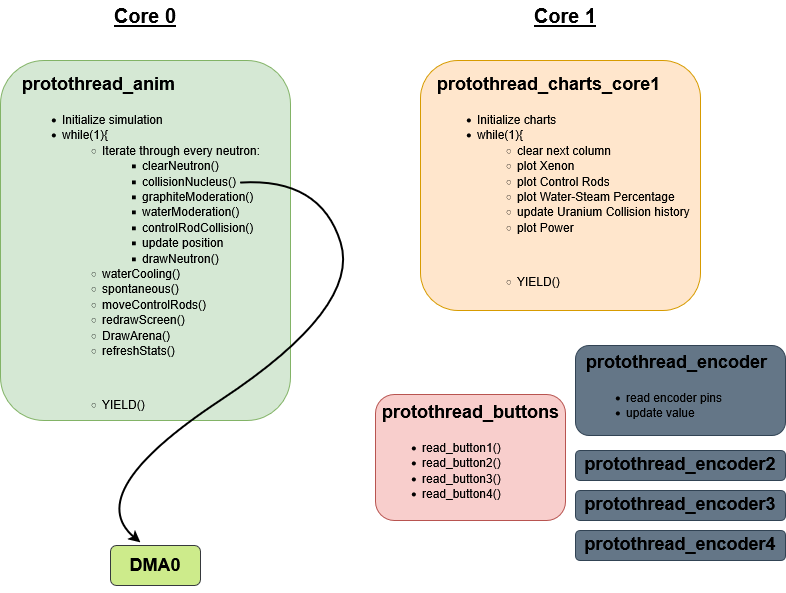 Core 0
Core 1
protothread_anim
Initialize simulation
while(1){
Iterate through every neutron:
clearNeutron()
collisionNucleus()
graphiteModeration()
waterModeration()
controlRodCollision()
update position
drawNeutron()
waterCooling()
spontaneous()
moveControlRods()
redrawScreen()
DrawArena()
refreshStats()
YIELD()
DMA0
protothread_charts_core1
Initialize charts
while(1){
clear next column
plot Xenon
plot Control Rods
plot Water-Steam Percentage
update Uranium Collision history
plot Power
YIELD()
protothread_buttons
read_button1()
read_button2()
read_button3()
read_button4()
protothread_encoder
read encoder pins
update value
protothread_encoder2
protothread_encoder3
protothread_encoder4